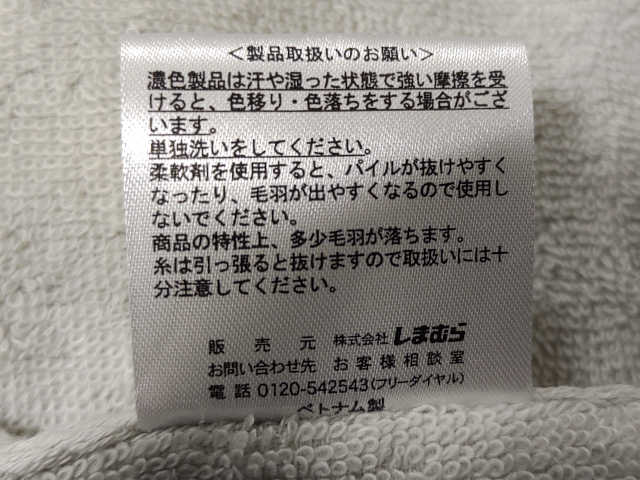 ＜製品取扱いのお願い＞
濃色製品は汗や湿った状態で強い摩擦を受
けると、色移り・色落ちをする場合がござ
います。
単独洗いをしてください。
柔軟剤を使用すると、パイルが抜けやすく
なったり、毛羽が出やすくなるので使用し
ないでください。
商品の特性上、多少毛羽が落ちます。
糸は引っ張ると抜けますので取扱いには十
分注意してください。
販売元 株式会社しまむら
お問い合わせ先 お客様相談室
電話 0120-542543(フリーダイヤル)
ベトナム製